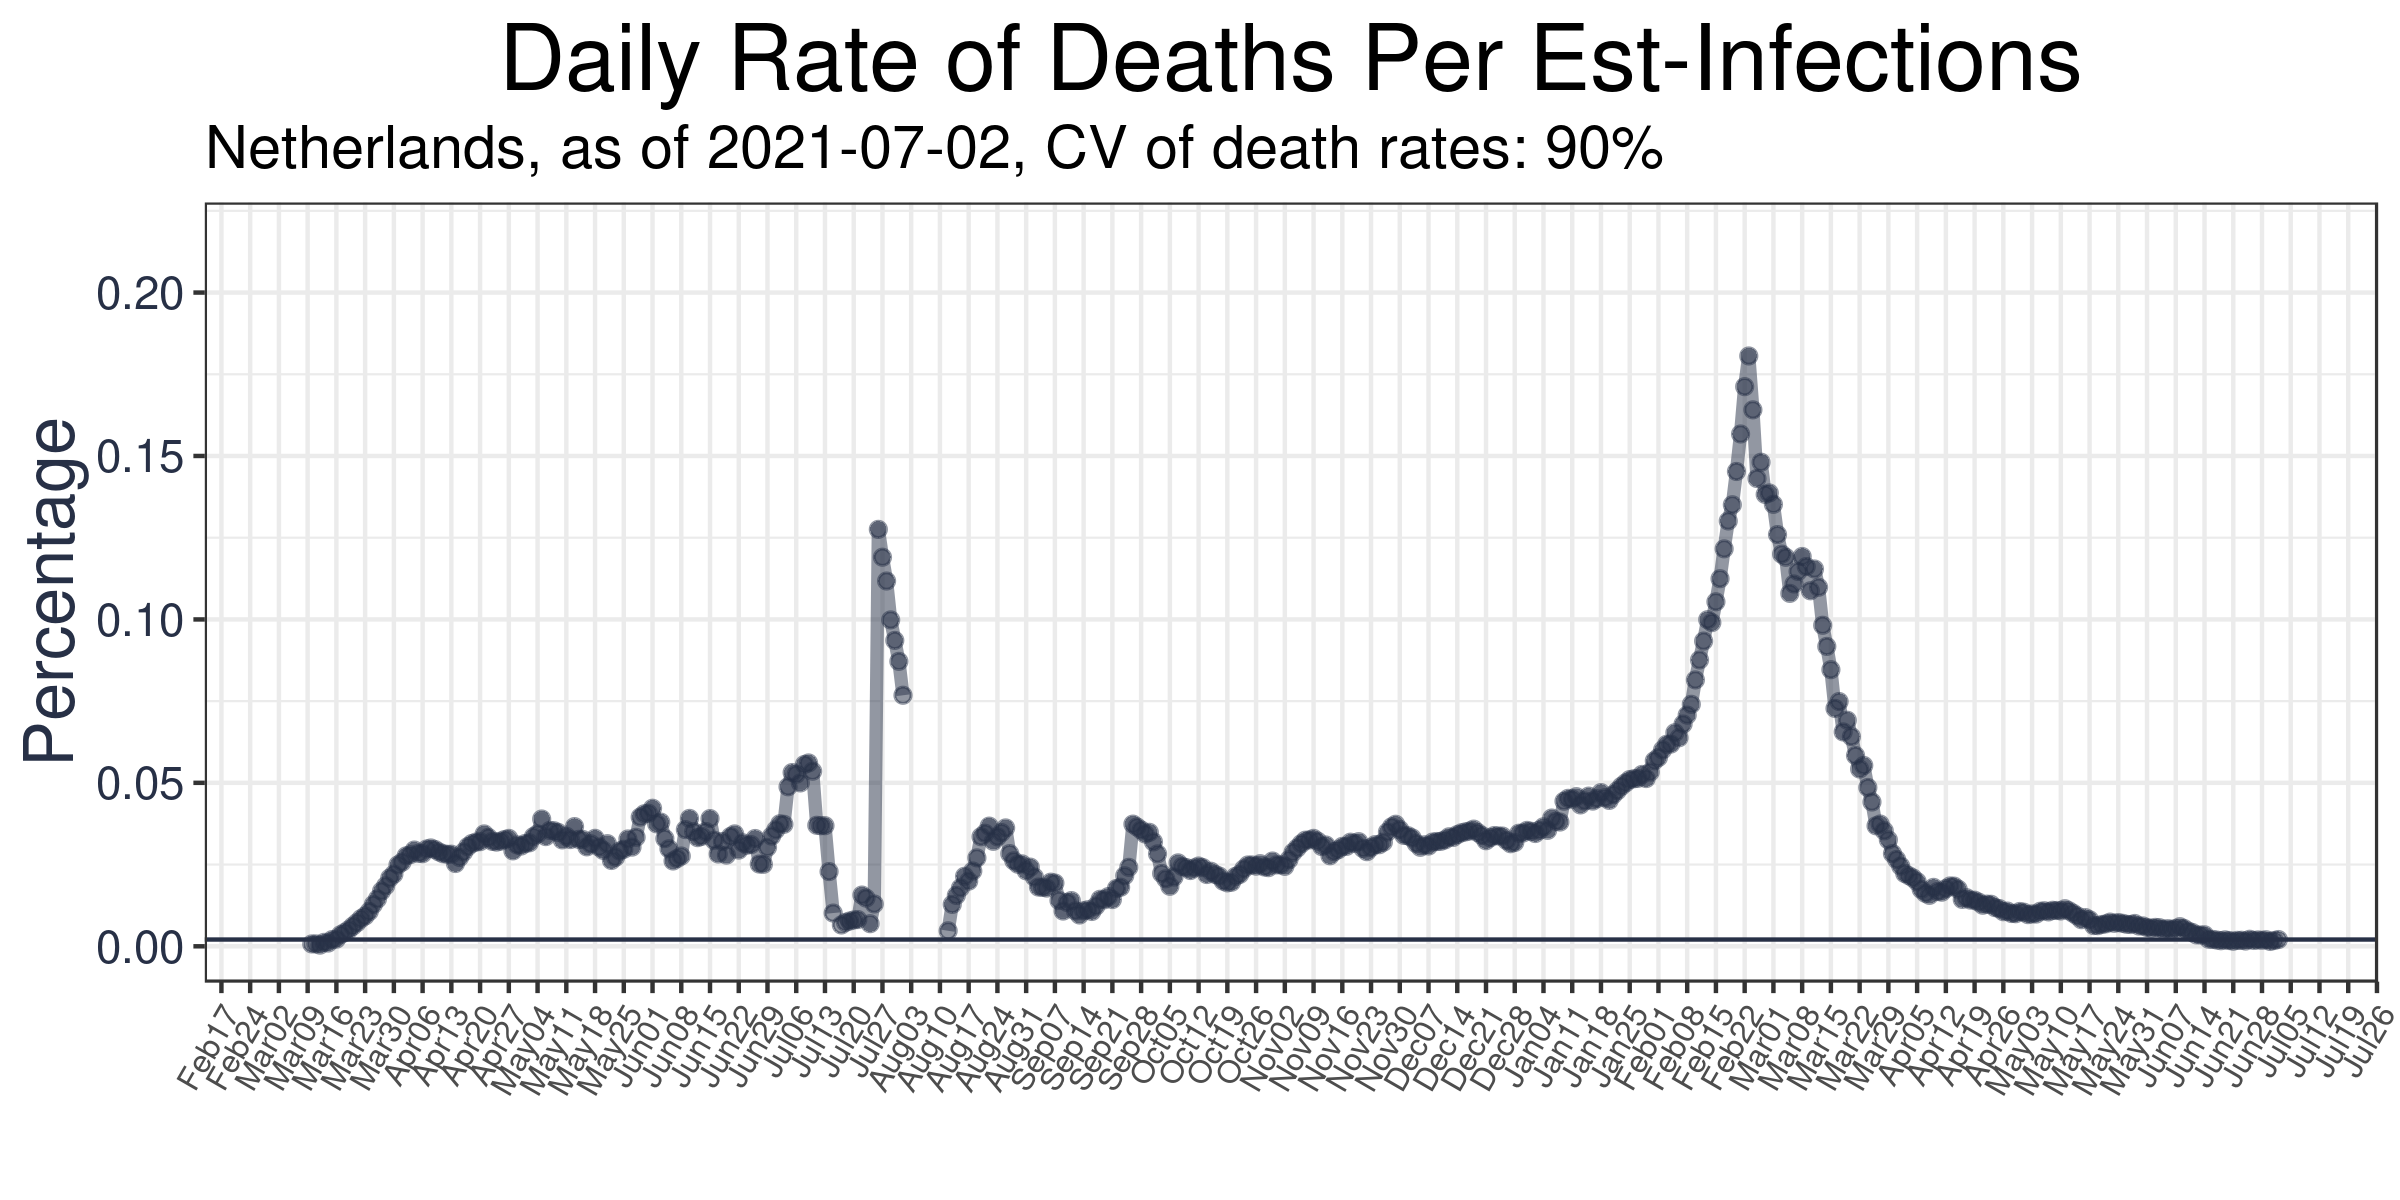 Daily Rate of Deaths Per Est-Infections
Netherlands, as of 2021-07-02, CV of death rates: 90%
Percentage
0.20
0.15
0.10
0.05
0.00
Feb17
Feb24
Mar02
Mar09
Mar16
Mar23
Mar30
Apr06
Apr13
Apr20
Apr27
May04
May11
May18
May25
Jun01
Jun08
Jun15
Jun22
Jun29
Jul06
Jul13
Jul20
Jul27
Aug03
Aug10
Aug17
Aug24
Aug31
Sep07
Sep14
Sep21
Sep28
Oct05
Oct12
Oct19
Oct26
Nov02
Nov09
Nov16
Nov23
Nov30
Dec07
Dec14
Dec21
Dec28
Jan04
Jan11
Jan18
Jan25
Feb01
Feb08
Feb15
Feb22
Mar01
Mar08
Mar15
Mar22
Mar29
Apr05
Apr12
Apr19
Apr26
May03
May10
May17
May24
May31
Jun07
Jun14
Jun21
Jun28
Jul05
Jul12
Jul19
Jul26